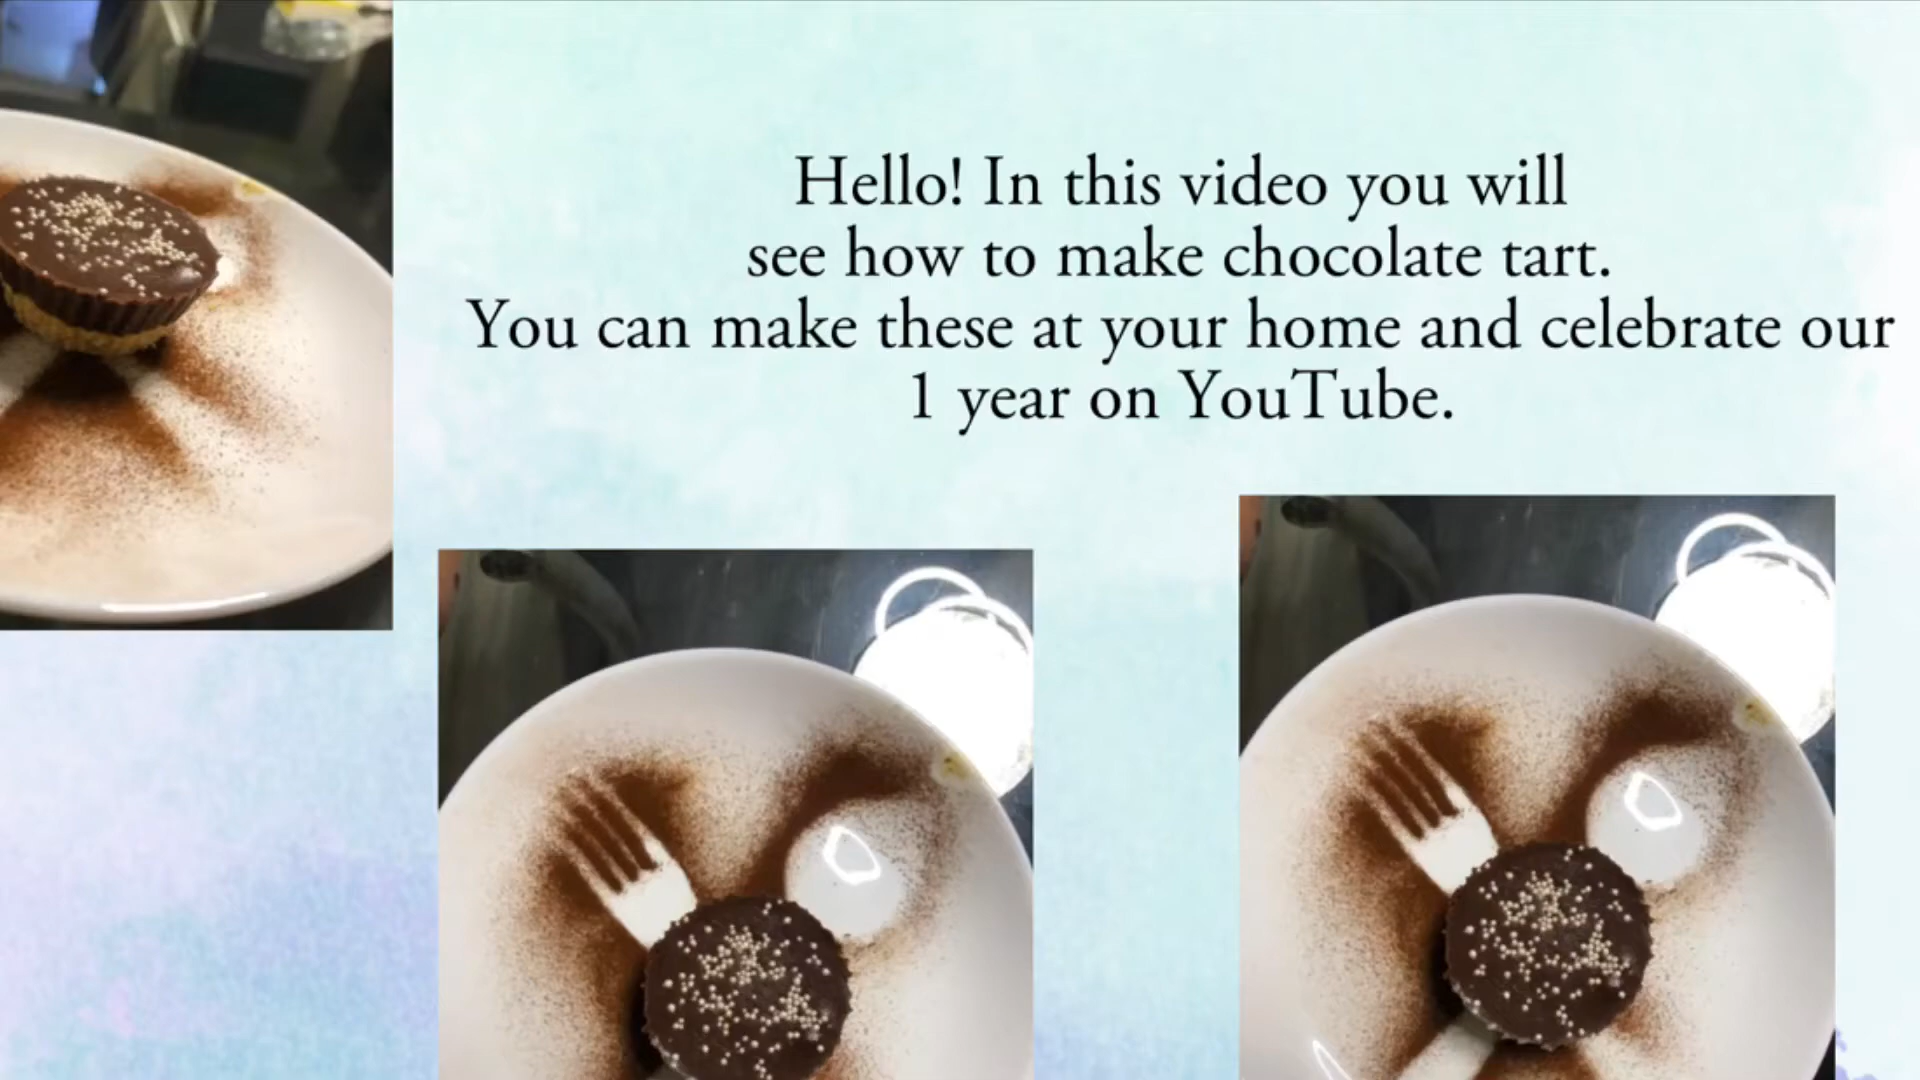 Hello! In this video you will
see how to make chocolate tart.
You can make these at your home and celebrate our
1 year on YouTube.